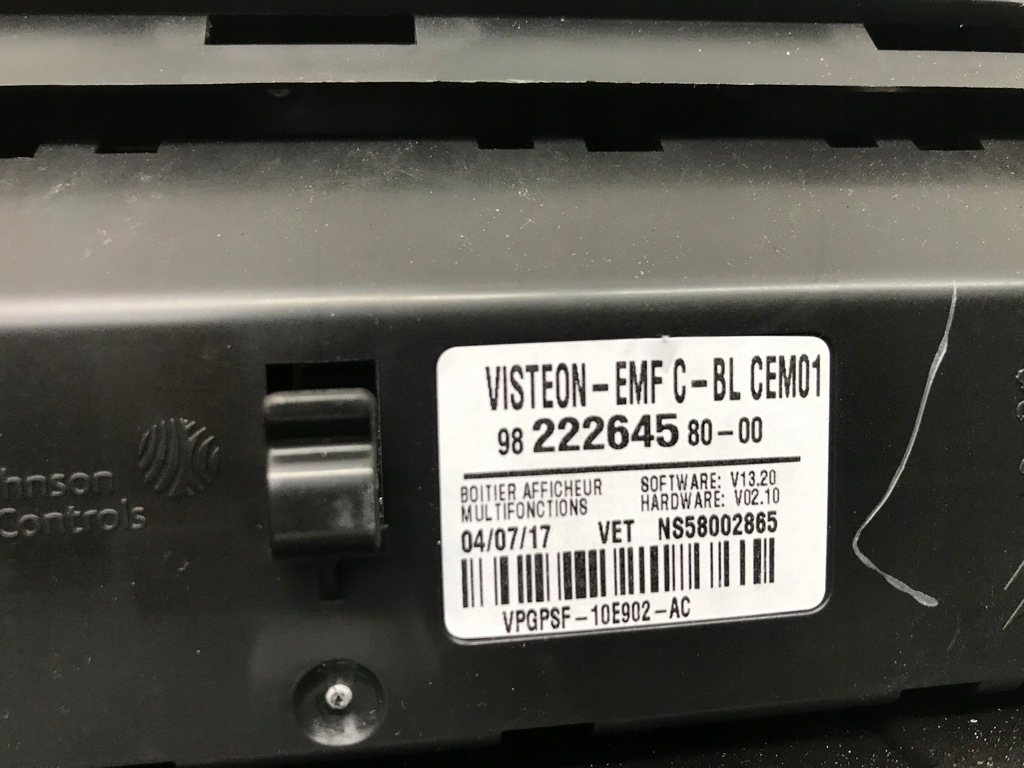 VISTEON-EMF C-BL CEM01
98 222645 80-00
BOITIER AFFICHEUR
MULTIFONCTIONS
SOFTWARE: V13.20
HARDWARE: V02.10
04/07/17 VET NS58002865
VPGPSF-10E902-AC
hnson
Controls